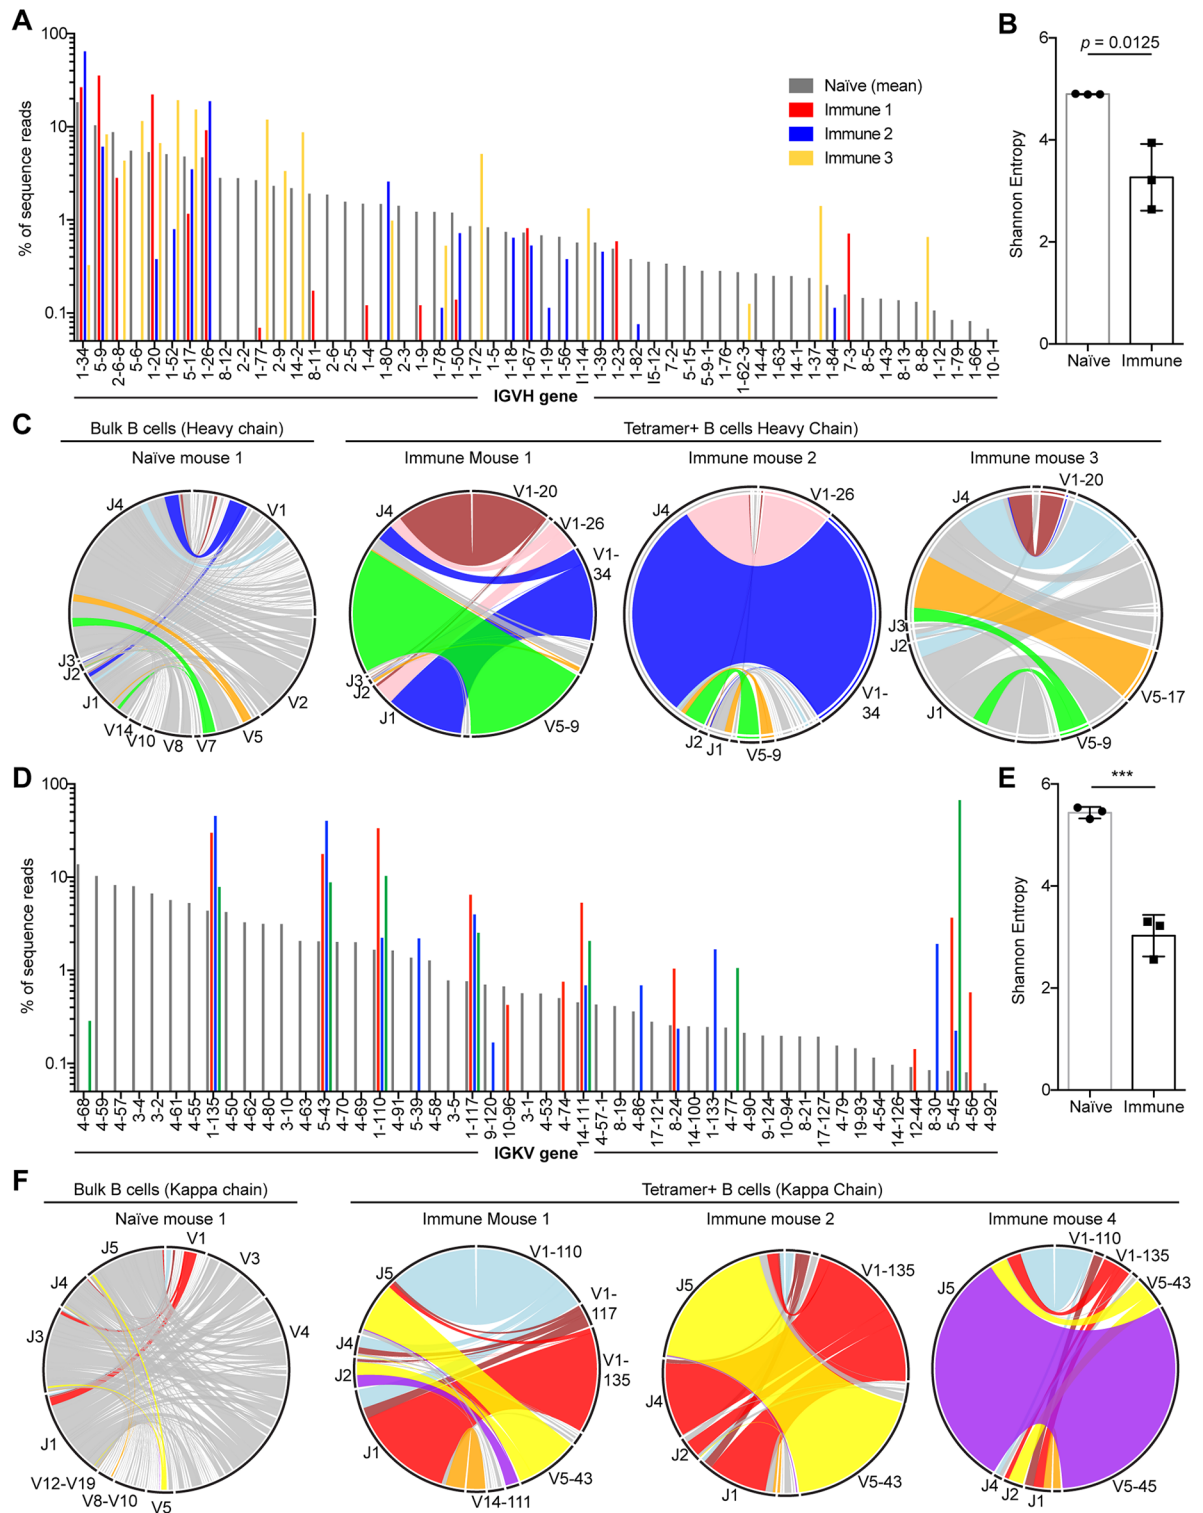 A
B
100
10
1
0.1
% of sequence reads
Naïve (mean)
Immune 1
Immune 2
Immune 3
1-34
5-9
2-6-8
5-6
1-20
1-52
5-17
1-26
8-12
2-2
1-77
2-9
14-2
8-11
2-6
2-5
1-4
1-80
2-3
1-9
1-78
1-50
1-72
1-5
1-18
1-67
1-19
1-56
I1-14
1-39
1-23
1-82
I5-12
7-2
5-15
5-9-1
1-76
1-62-3
14-4
1-63
14-1
1-37
1-84
7-3
8-5
1-43
8-13
8-8
1-12
1-79
1-66
10-1
IGVH gene
6
4
2
0
Shannon Entropy
p = 0.0125
Naïve
Immune
C
Bulk B cells (Heavy chain)
Tetramer+ B cells Heavy Chain)
Naïve mouse 1
Immune Mouse 1
Immune mouse 2
Immune mouse 3
J4
V1
J3
J2
J1
V14
V10
V8
V7
V5
V2
J4
V1-20
V1-26
V1-
34
J3
J2
J1
V5-9
J4
V1-26
V1-
34
J2
J1
V5-9
J4
V1-20
J3
J2
J1
V5-17
V5-9
D
E
100
10
1
0.1
% of sequence reads
4-68
4-59
4-57
3-4
3-2
4-61
4-55
1-135
4-50
4-62
4-80
3-10
4-63
5-43
4-70
4-69
1-110
4-91
5-39
4-58
3-5
1-117
9-120
10-96
3-1
4-53
4-74
14-111
4-57-1
8-19
4-86
17-121
8-24
14-100
1-133
4-77
4-90
9-124
10-94
8-21
17-127
4-79
19-93
4-54
14-126
12-44
8-30
5-45
4-56
4-92
IGKV gene
6
4
2
0
Shannon Entropy
***
Naïve
Immune
F
Bulk B cells (Kappa chain)
Tetramer+ B cells (Kappa Chain)
Naïve mouse 1
Immune Mouse 1
Immune mouse 2
Immune mouse 4
J5
V1
V3
J4
J3
V4
J1
V12-V19
V8-V10
V5
J5
V1-110
V1-
117
J4
J2
V1-
135
J1
V5-43
V14-111
J5
V1-135
J4
J2
J1
V5-43
J5
V1-110
V1-135
V5-43
J4
J2
J1
V5-45